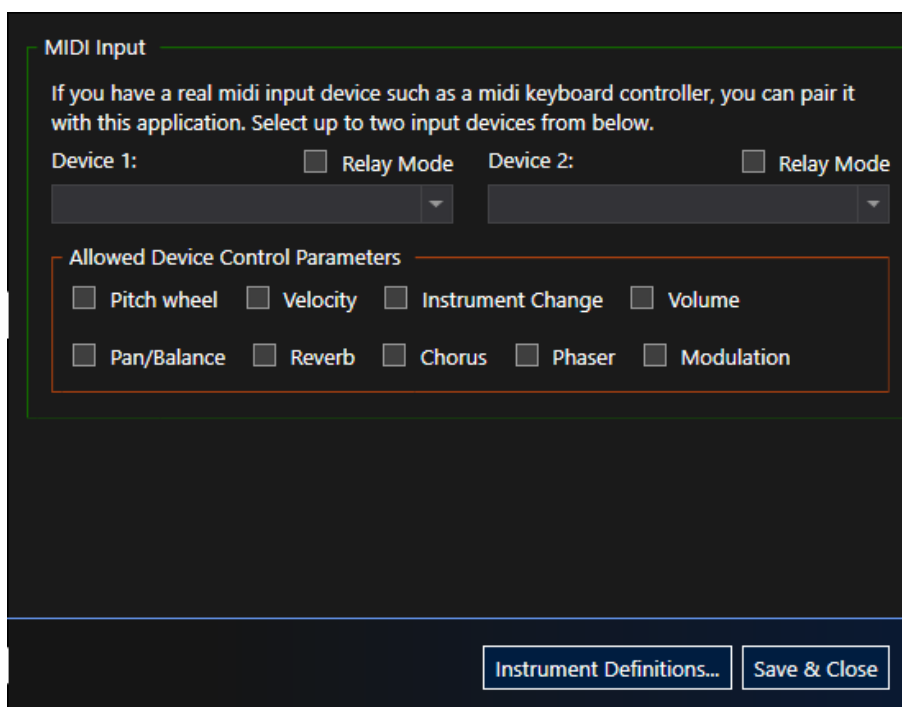 MIDI Input
If you have a real midi input device such as a midi keyboard controller, you can pair it
with this application. Select up to two input devices from below.
Device 1: Relay Mode Device 2: Relay Mode
Allowed Device Control Parameters
Pitch wheel Velocity Instrument Change Volume
Pan/Balance Reverb Chorus Phaser Modulation
Instrument Definitions... Save & Close